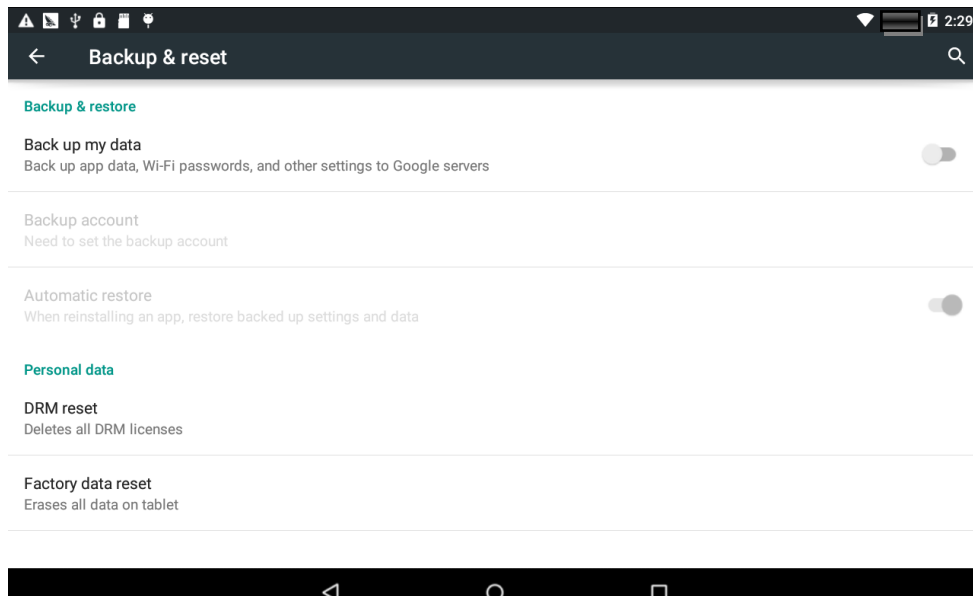 2:29
Backup & reset
Backup & restore
Back up my data
Back up app data, Wi-Fi passwords, and other settings to Google servers
Backup account
Need to set the backup account
Automatic restore
When reinstalling an app, restore backed up settings and data
Personal data
DRM reset
Deletes all DRM licenses
Factory data reset
Erases all data on tablet